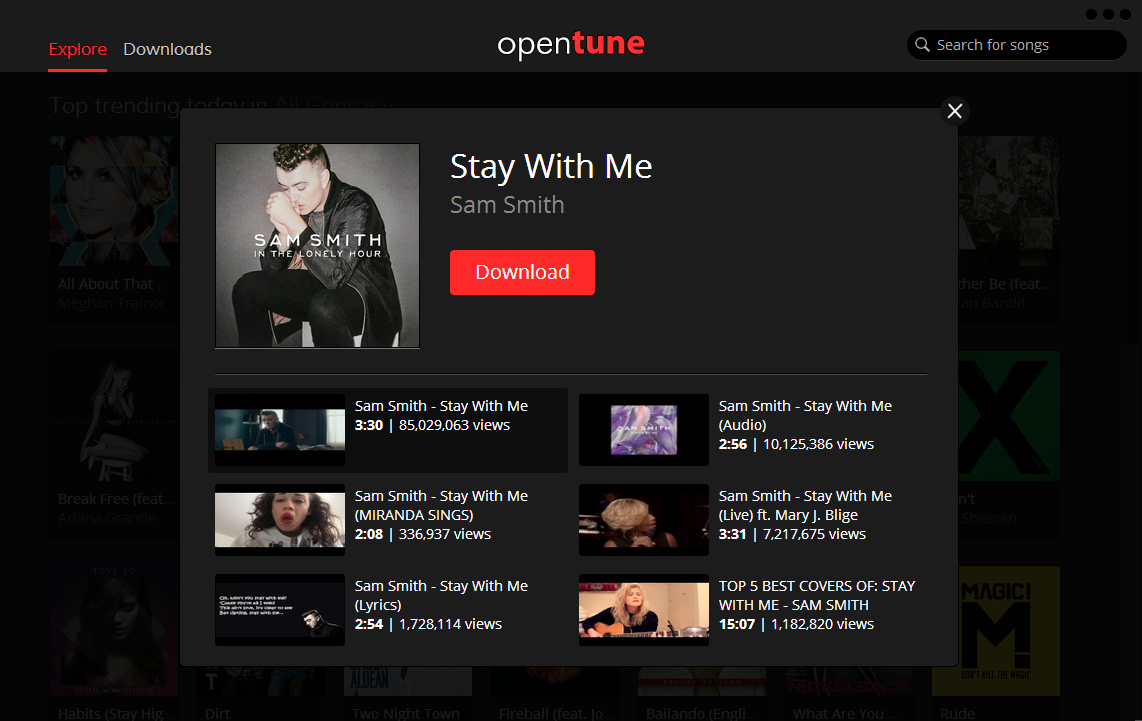 Explore Downloads
opentune
Search for songs
Top trending today in All Genres
Stay With Me
Sam Smith
SAM SMITH
IN THE LONELY HOUR
Download
Sam Smith - Stay With Me
3:30 | 85,029,063 views
Sam Smith - Stay With Me
(Audio)
2:56 | 10,125,386 views
SAM SMITH
Sam Smith - Stay With Me
(MIRANDA SINGS)
2:08 | 336,937 views
Sam Smith - Stay With Me
(Live) ft. Mary J. Blige
3:31 | 7,217,675 views
Sam Smith - Stay With Me
(Lyrics)
2:54 | 1,728,114 views
TOP 5 BEST COVERS OF: STAY
WITH ME - SAM SMITH
15:07 | 1,182,820 views
All About That ...
Meghan Trainor
ther Be (feat....
an Bandit
Break Free (feat...
Ariana Grande
n't
Sheeran
TOVE LO
MAGIC!
DON'T KILL THE MAGIC
ALDEAN
NICKELBACK
Habits (Stay Hig...
Dirt
Two Night Town
Fireball (feat. Jo...
Bailando (Engli...
What Are You ...
Rude